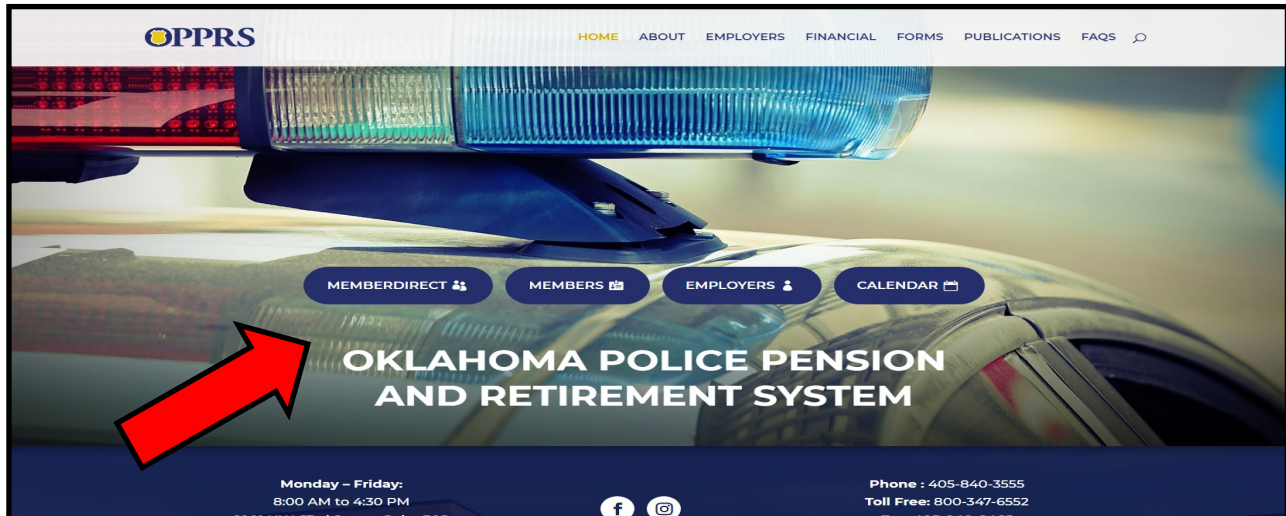 OPPRS
HOME ABOUT EMPLOYERS FINANCIAL FORMS PUBLICATIONS FAQS
MEMBERDIRECT MEMBERS EMPLOYERS CALENDAR
OKLAHOMA POLICE PENSION
AND RETIREMENT SYSTEM
Monday – Friday:
8:00 AM to 4:30 PM
Phone : 405-840-3555
Toll Free: 800-347-6552